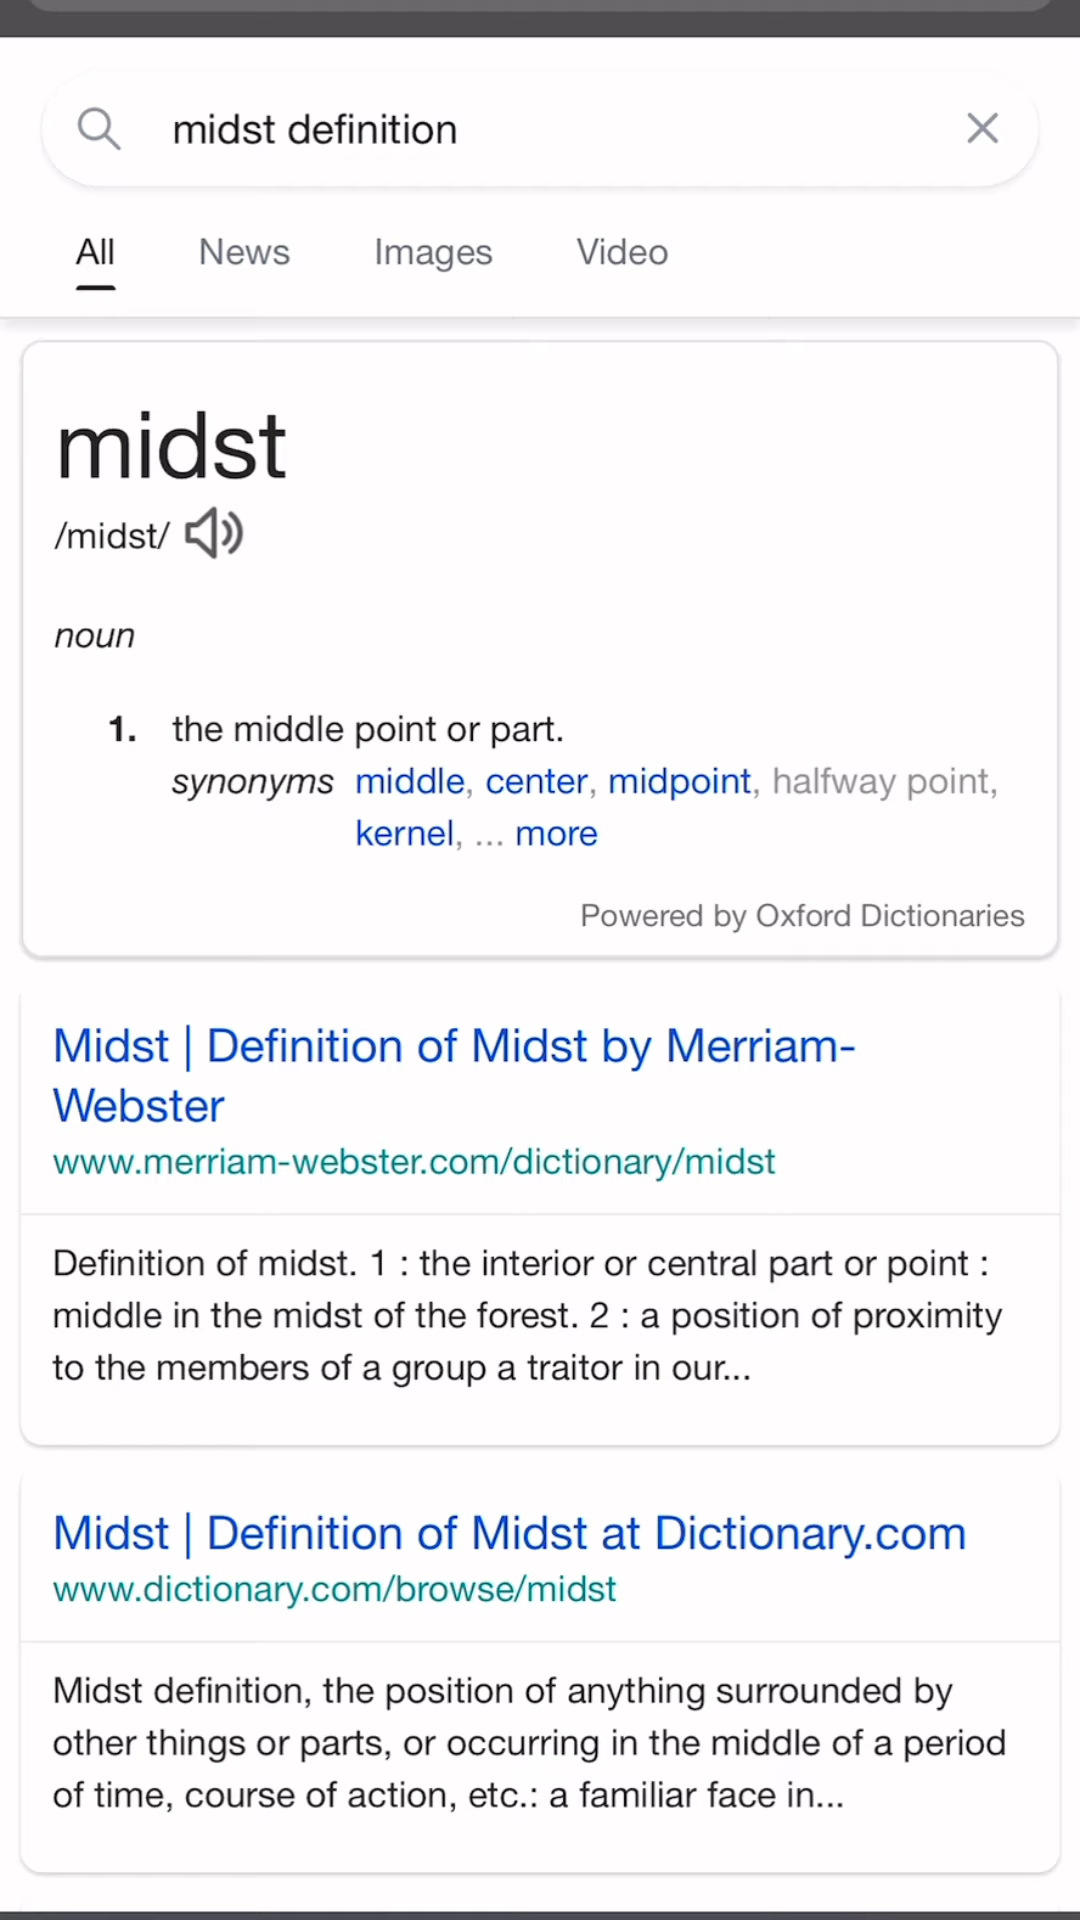 midst definition
All News Images Video
midst
/midst/
noun
1. the middle point or part.
synonyms middle, center, midpoint, halfway point,
kernel, ... more
Powered by Oxford Dictionaries
Midst | Definition of Midst by Merriam-
Webster
www.merriam-webster.com/dictionary/midst
Definition of midst. 1 : the interior or central part or point :
middle in the midst of the forest. 2 : a position of proximity
to the members of a group a traitor in our...
Midst | Definition of Midst at Dictionary.com
www.dictionary.com/browse/midst
Midst definition, the position of anything surrounded by
other things or parts, or occurring in the middle of a period
of time, course of action, etc.: a familiar face in...